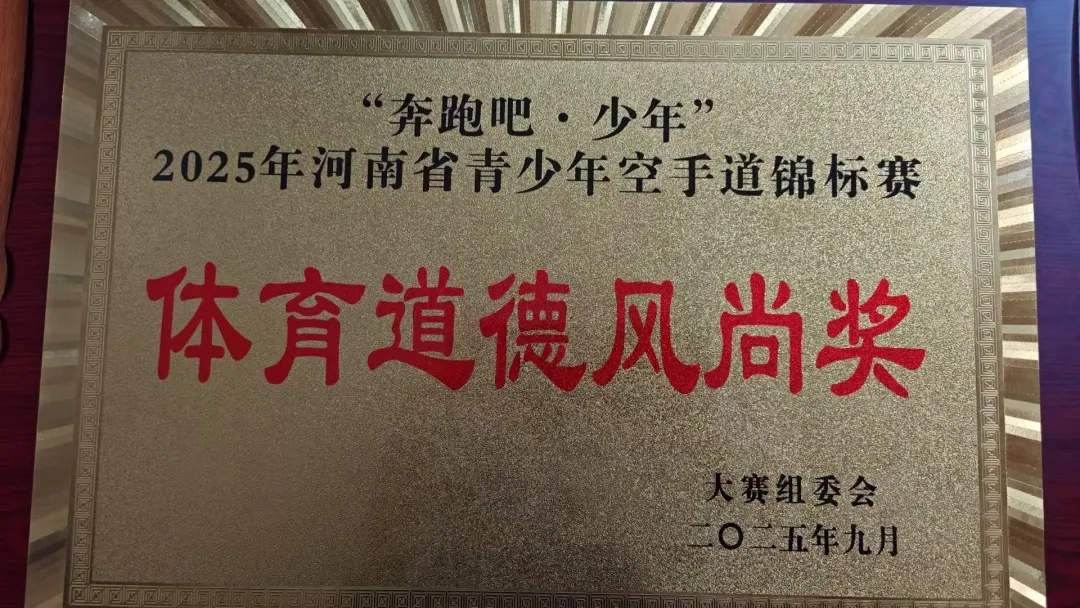 “奔跑吧·少年”
2025年河南省青少年空手道锦标赛
体育道德风尚奖
大赛组委会
二〇二五年九月